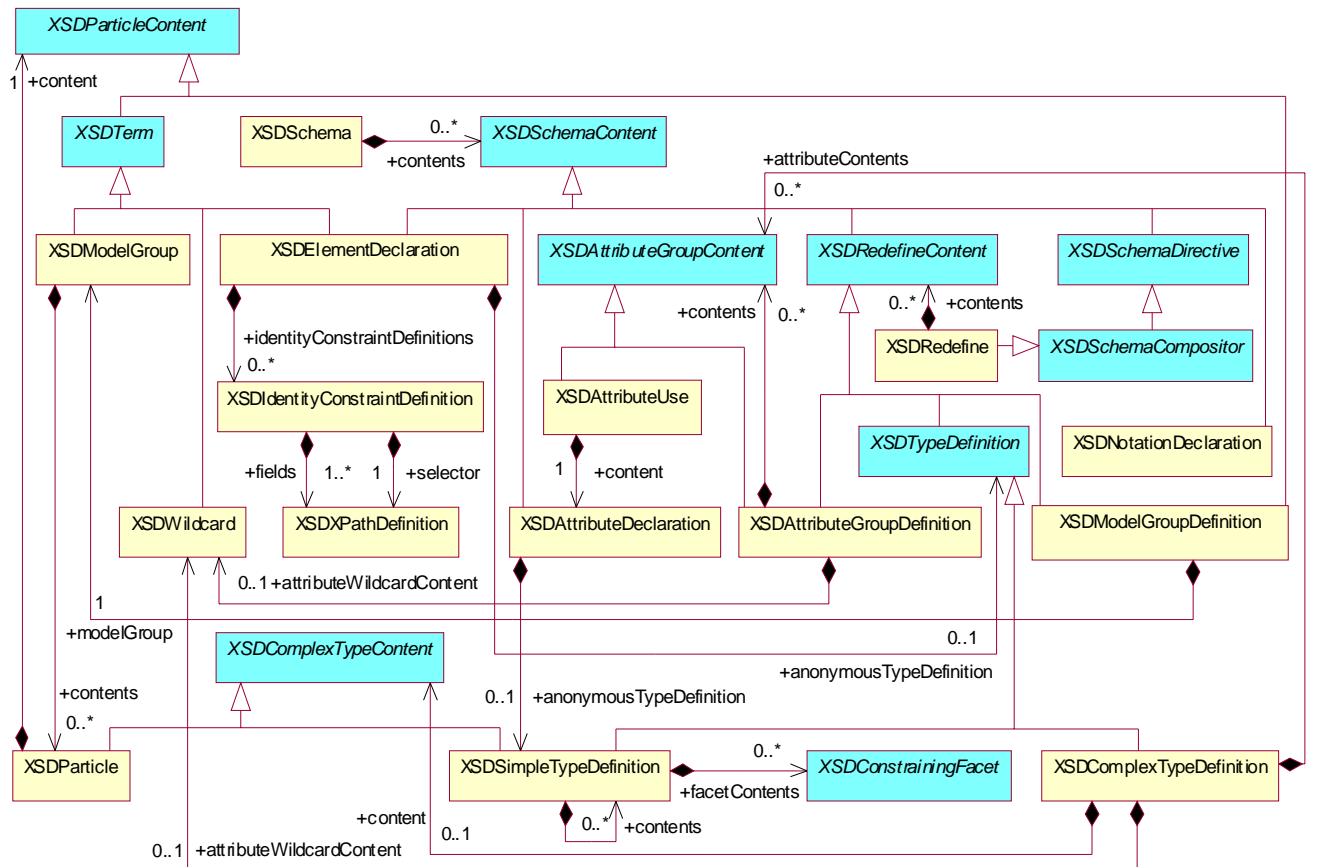 XSDParticleContent
1 +content
XSDTerm
XSDSchema
0..*
+contents
XSDSchemaContent
+attributeContents
0..*
XSDModelGroup
XSDElementDeclaration
XSDAttributeGroupContent
XSDRedefineContent
XSDSchemaDirective
+identityConstraintDefinitions
0..*
+contents
0..*
0..*
+contents
XSDRedefine
XSDSchemaCompositor
XSDIdentityConstraintDefinition
XSDAttributeUse
+fields
1..*
1
+selector
1
+content
XSDTypeDefinition
XSDNotationDeclaration
XSDWildcard
XSDXPathDefinition
XSDAttributeDeclaration
XSDAttributeGroupDefinition
XSDModelGroupDefinition
0..1 +attributeWildcardContent
1
+modelGroup
XSDComplexTypeContent
0..1
+anonymousTypeDefinition
+contents
0..*
0..1
+anonymousTypeDefinition
XSDParticle
XSDSimpleTypeDefinition
0..*
+facetContents
XSDConstrainingFacet
XSDComplexTypeDefinition
+content
0..1
0..*
+contents
0..1 +attributeWildcardContent